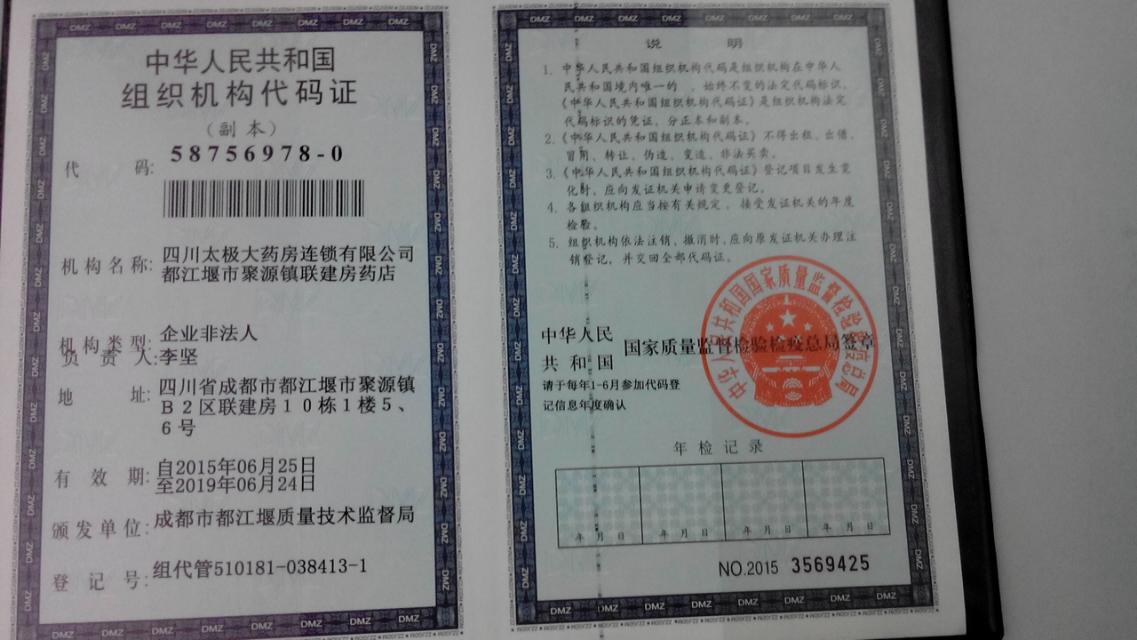 中华人民共和国
组织机构代码证
(副本)
代 码: 58756978-0
机构名称: 四川太极大药房连锁有限公司
都江堰市聚源镇联建房药店
机构类型: 企业非法人
负责人: 李坚
地 址: 四川省成都市都江堰市聚源镇
B2区联建房10栋1楼5、
6号
有效期: 自2015年06月25日
至2019年06月24日
颁发单位: 成都市都江堰质量技术监督局
登记号: 组代管510181-038413-1
说 明
1. 中华人民共和国组织机构代码是组织机构在中华人
民共和国境内唯一的、始终不变的法定代码标识,
《中华人民共和国组织机构代码证》是组织机构法定
代码标识的凭证,分正本和副本。
2.《中华人民共和国组织机构代码证》不得出租、出借、
冒用、转让、伪造、变造、非法买卖。
3.《中华人民共和国组织机构代码证》登记项目发生变
化时,应向发证机关申请变更登记。
4. 各组织机构应当按有关规定,接受发证机关的年度
检验。
5. 组织机构依法注销、撤消时,应向原发证机关办理注
销登记,并交回全部代码证。
中华人民
共和国 国家质量监督检验检疫总局签章
中华人民共和国国家质量监督检验检疫总局
请于每年1-6月参加代码登
记信息年度确认
年检记录
年 月 日 年 月 日 年 月 日 年 月 日
NO.2015 3569425
DMZ